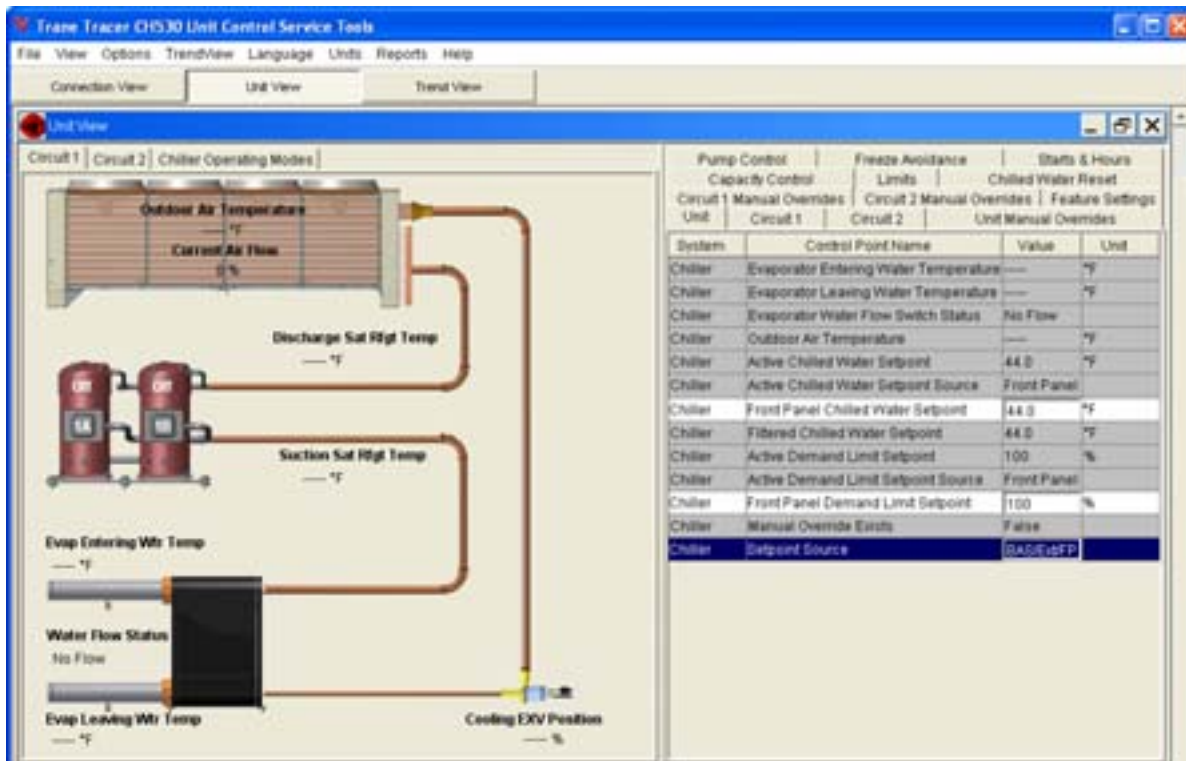 Trane Tracer CH530 Unit Control Service Tools
File View Options TrendView Language Units Reports Help
Connection View Unit View Trend View
Unit View
Circuit 1 Circuit 2 Chiller Operating Modes
Outdoor Air Temperature
---- °F
Current Air Flow
0 %
Discharge Sat Rfgt Temp
---- °F
Off Off
1A 1B
Suction Sat Rfgt Temp
---- °F
Evap Entering Wtr Temp
---- °F
Water Flow Status
No Flow
Evap Leaving Wtr Temp
---- °F
Cooling EXV Position
---- %
Pump Control Freeze Avoidance Starts & Hours
Capacity Control Limits Chilled Water Reset
Circuit 1 Manual Overrides Circuit 2 Manual Overrides Feature Settings
Unit Circuit 1 Circuit 2 Unit Manual Overrides
System Control Point Name Value Unit
Chiller Evaporator Entering Water Temperature ---- °F
Chiller Evaporator Leaving Water Temperature ---- °F
Chiller Evaporator Water Flow Switch Status No Flow
Chiller Outdoor Air Temperature ---- °F
Chiller Active Chilled Water Setpoint 44.0 °F
Chiller Active Chilled Water Setpoint Source Front Panel
Chiller Front Panel Chilled Water Setpoint 44.0 °F
Chiller Filtered Chilled Water Setpoint 44.0 °F
Chiller Active Demand Limit Setpoint 100 %
Chiller Active Demand Limit Setpoint Source Front Panel
Chiller Front Panel Demand Limit Setpoint 100 %
Chiller Manual Override Exists False
Chiller Setpoint Source BAS/Ext/FP